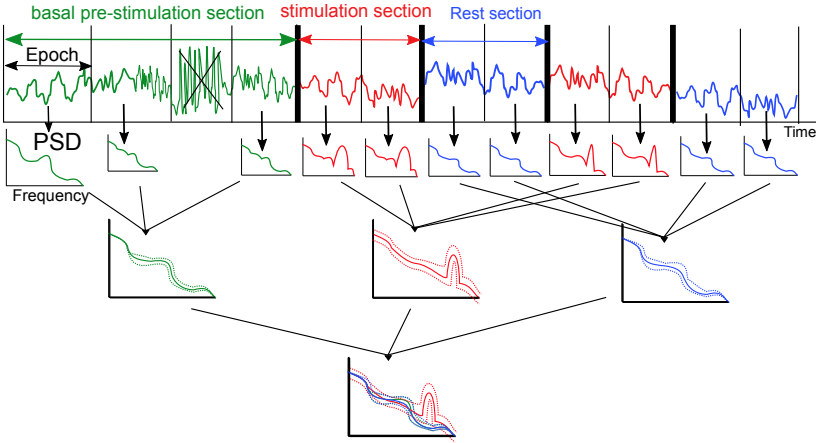 basal pre-stimulation section
stimulation section
Rest section
Epoch
Time
PSD
Frequency